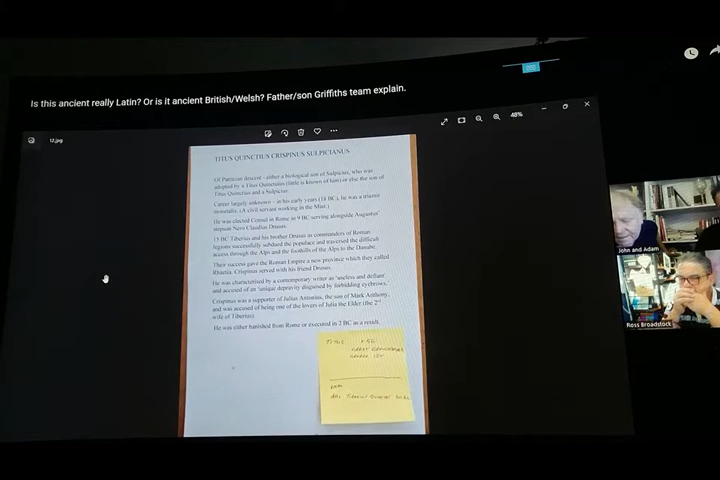 Is this ancient really Latin? Or is it ancient British/Welsh? Father/son Griffiths team explain.
12.jpg
48%
TITUS QUINCTIUS CRISPINUS SULPICIANUS
Of Patrician descent - either a biological son of Sulpicius, who was
adopted by a Titus Quinctius (little is known of him) or else the son of
Titus Quinctius and a Sulpicia.
Career largely unknown - in his early years (18 BC), he was a triumvir
monetalis. (A civil servant working in the Mint.)
He was elected Consul in Rome in 9 BC serving alongside Augustus'
stepson Nero Claudius Drusus.
15 BC Tiberius and his brother Drusus as commanders of Roman
legions successfully subdued the populace and traversed the difficult
access through the Alps and the foothills of the Alps to the Danube.
Their success gave the Roman Empire a new province which they called
Rhaetia. Crispinus served with his friend Drusus.
He was characterised by a contemporary writer as 'useless and defiant'
and accused of an 'unique depravity disguised by forbidding eyebrows.'
Crispinus was a supporter of Julius Antonius, the son of Mark Anthony,
and was accused of being one of the lovers of Julia the Elder (the 2nd
wife of Tiberius).
He was either banished from Rome or executed in 2 BC as a result.
TITUS
John and Adam
Ross Broadstock